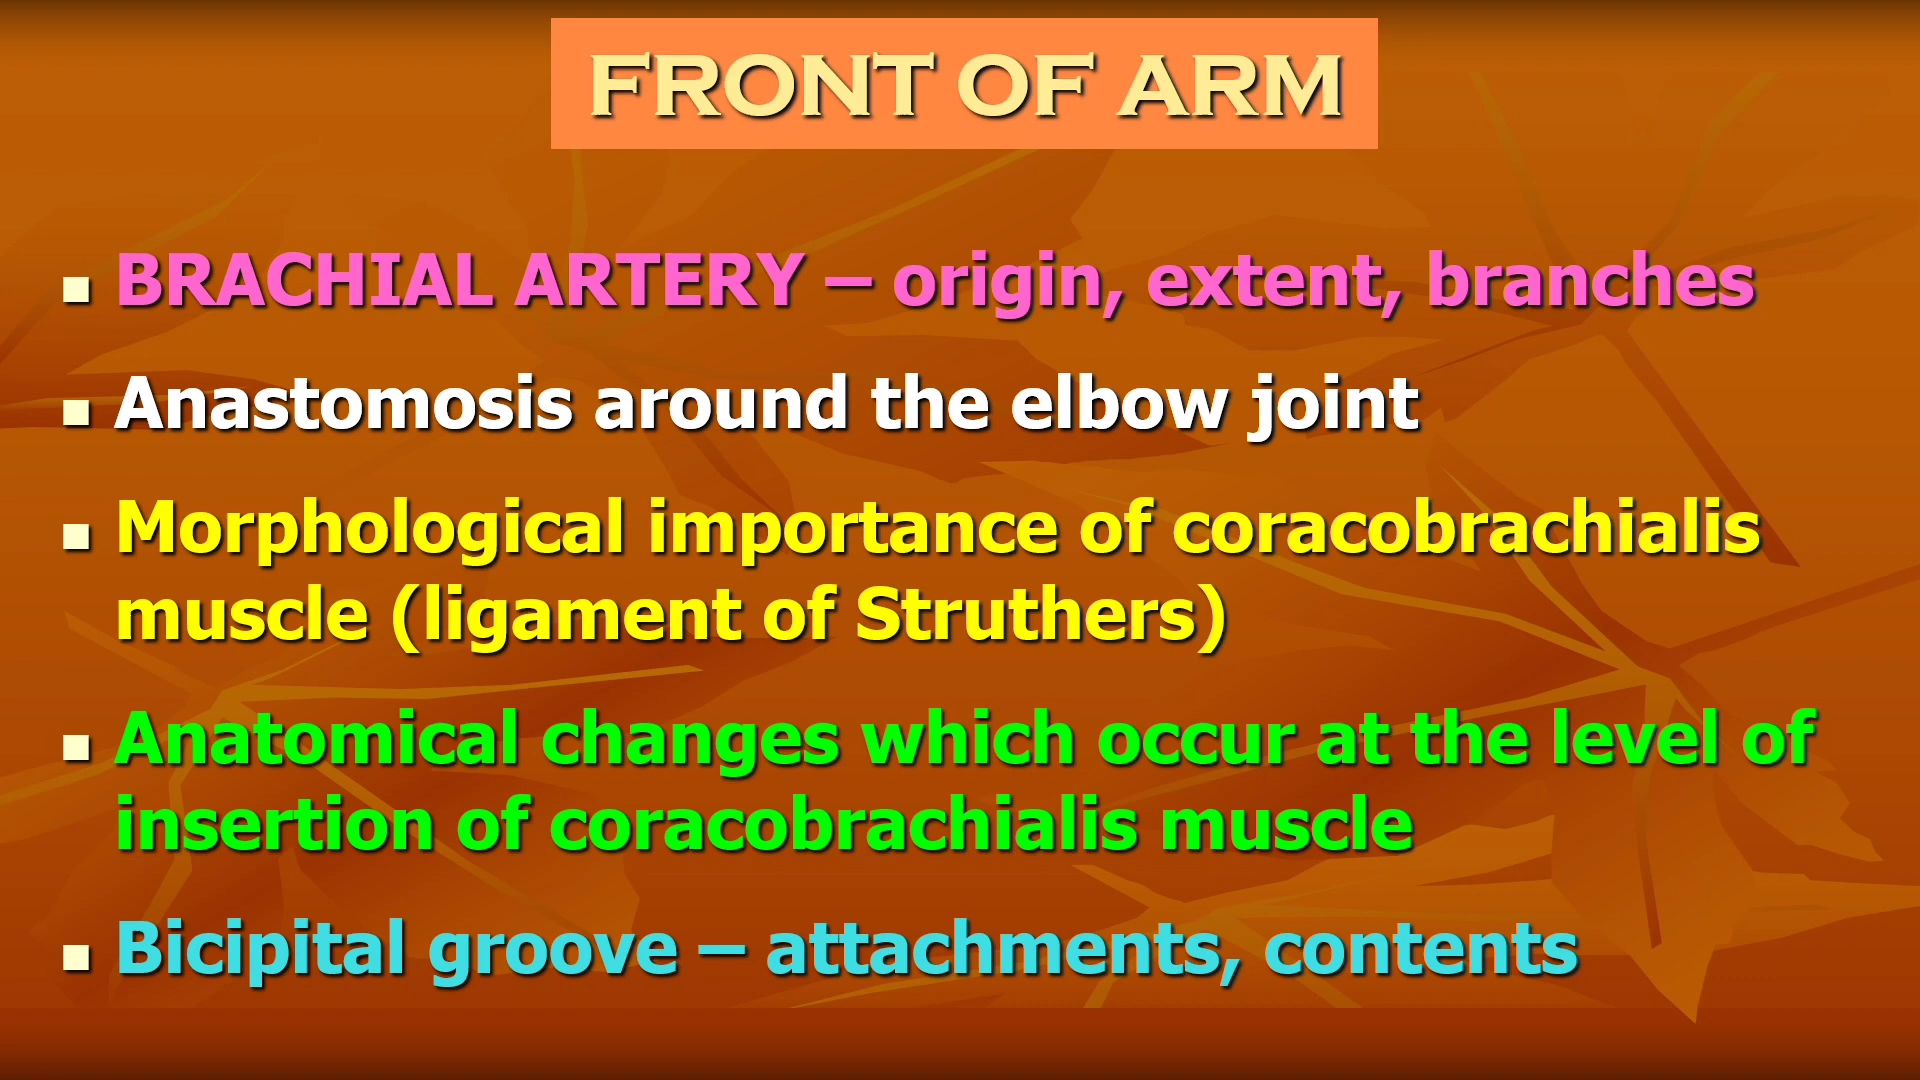 FRONT OF ARM
▪ BRACHIAL ARTERY – origin, extent, branches
▪ Anastomosis around the elbow joint
▪ Morphological importance of coracobrachialis
muscle (ligament of Struthers)
▪ Anatomical changes which occur at the level of
insertion of coracobrachialis muscle
▪ Bicipital groove – attachments, contents